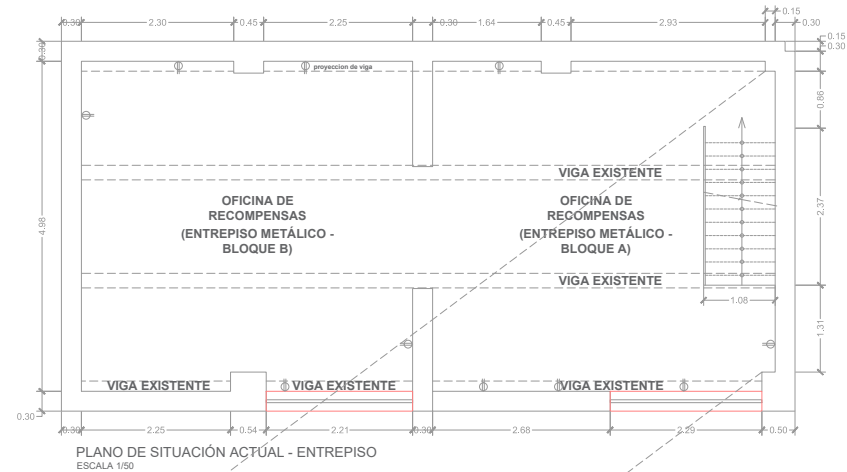 0.15
0.30 2.30 0.45 2.25 0.30 1.64 0.45 2.93 0.30
0.15
0.30
0.30
proyeccion de viga
0.86
VIGA EXISTENTE
OFICINA DE
RECOMPENSAS
(ENTREPISO METÁLICO -
BLOQUE B)
OFICINA DE
RECOMPENSAS
(ENTREPISO METÁLICO -
BLOQUE A)
4.98
2.37
VIGA EXISTENTE
1.08
1.31
VIGA EXISTENTE VIGA EXISTENTE VIGA EXISTENTE
0.30
0.30 2.25 0.54 2.21 0.30 2.68 2.29 0.50
PLANO DE SITUACIÓN ACTUAL - ENTREPISO
ESCALA 1/50